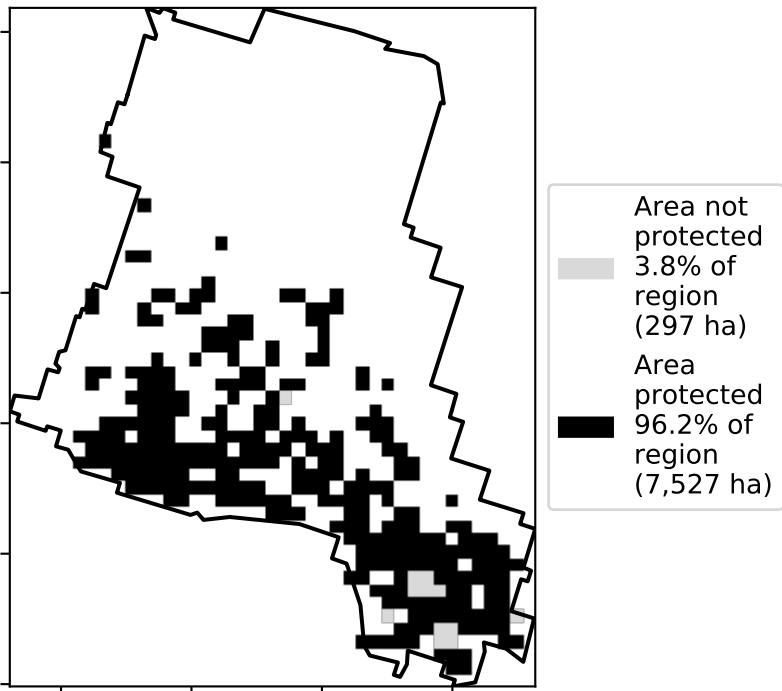 Area not
protected
3.8% of
region
(297 ha)
Area
protected
96.2% of
region
(7,527 ha)